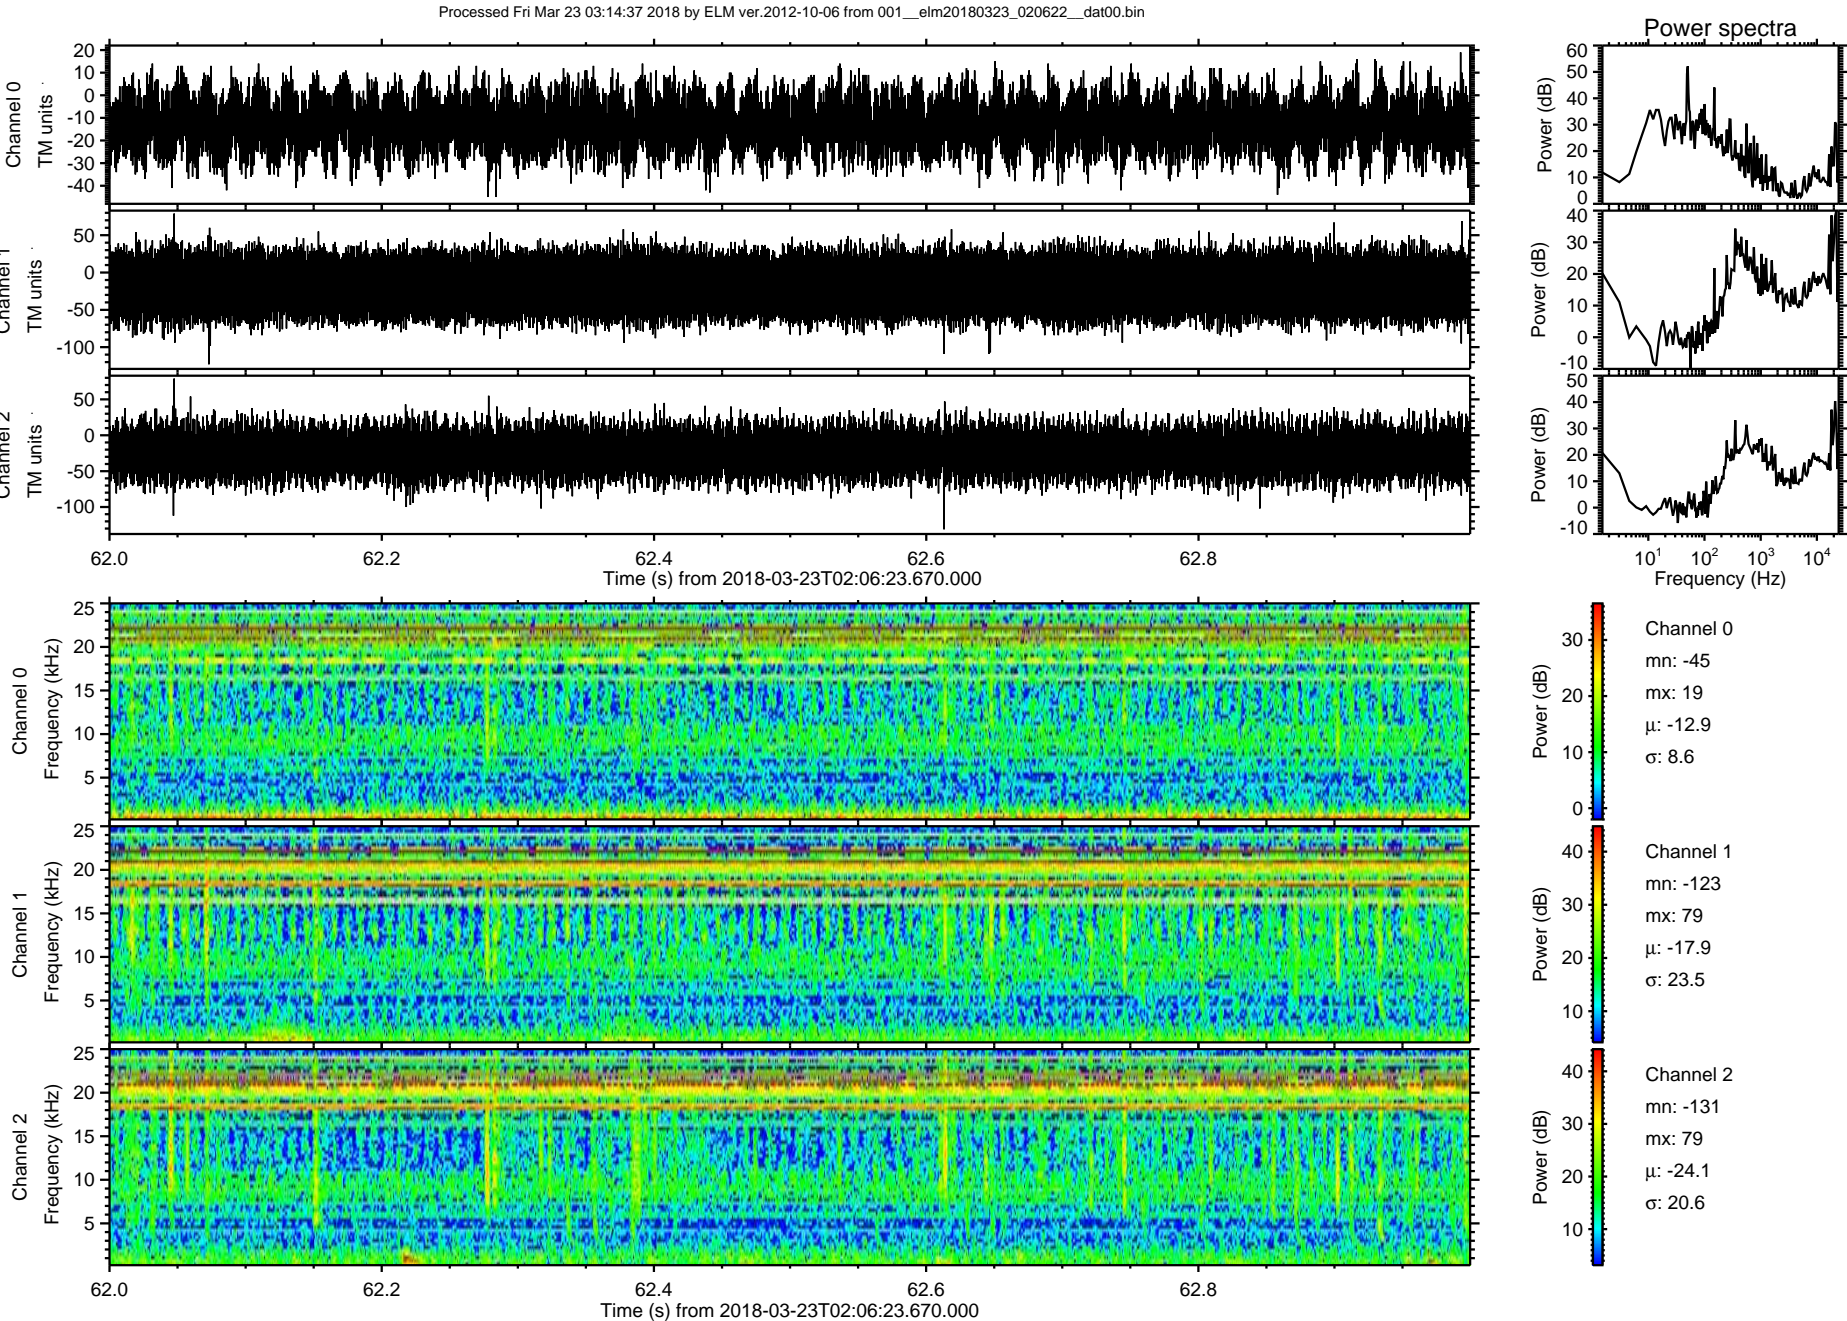 Processed Fri Mar 23 03:14:37 2018 by ELM ver.2012-10-06 from 001__elm20180323_020622__dat00.bin
Power spectra
Channel 0
TM units
20
10
0
-10
-20
-30
-40
Power (dB)
60
50
40
30
20
10
0
Channel 1
TM units
50
0
-50
-100
Power (dB)
40
30
20
10
0
-10
Channel 2
TM units
50
0
-50
-100
Power (dB)
50
40
30
20
10
0
-10
62.0 62.2 62.4 62.6 62.8
Time (s) from 2018-03-23T02:06:23.670.000
10¹ 10² 10³ 10⁴
Frequency (Hz)
Channel 0
Frequency (kHz)
25
20
15
10
5
Power (dB)
30
20
10
0
Channel 0
mn: -45
mx: 19
μ: -12.9
σ: 8.6
Channel 1
Frequency (kHz)
25
20
15
10
5
Power (dB)
40
30
20
10
Channel 1
mn: -123
mx: 79
μ: -17.9
σ: 23.5
Channel 2
Frequency (kHz)
25
20
15
10
5
Power (dB)
40
30
20
10
Channel 2
mn: -131
mx: 79
μ: -24.1
σ: 20.6
62.0 62.2 62.4 62.6 62.8
Time (s) from 2018-03-23T02:06:23.670.000